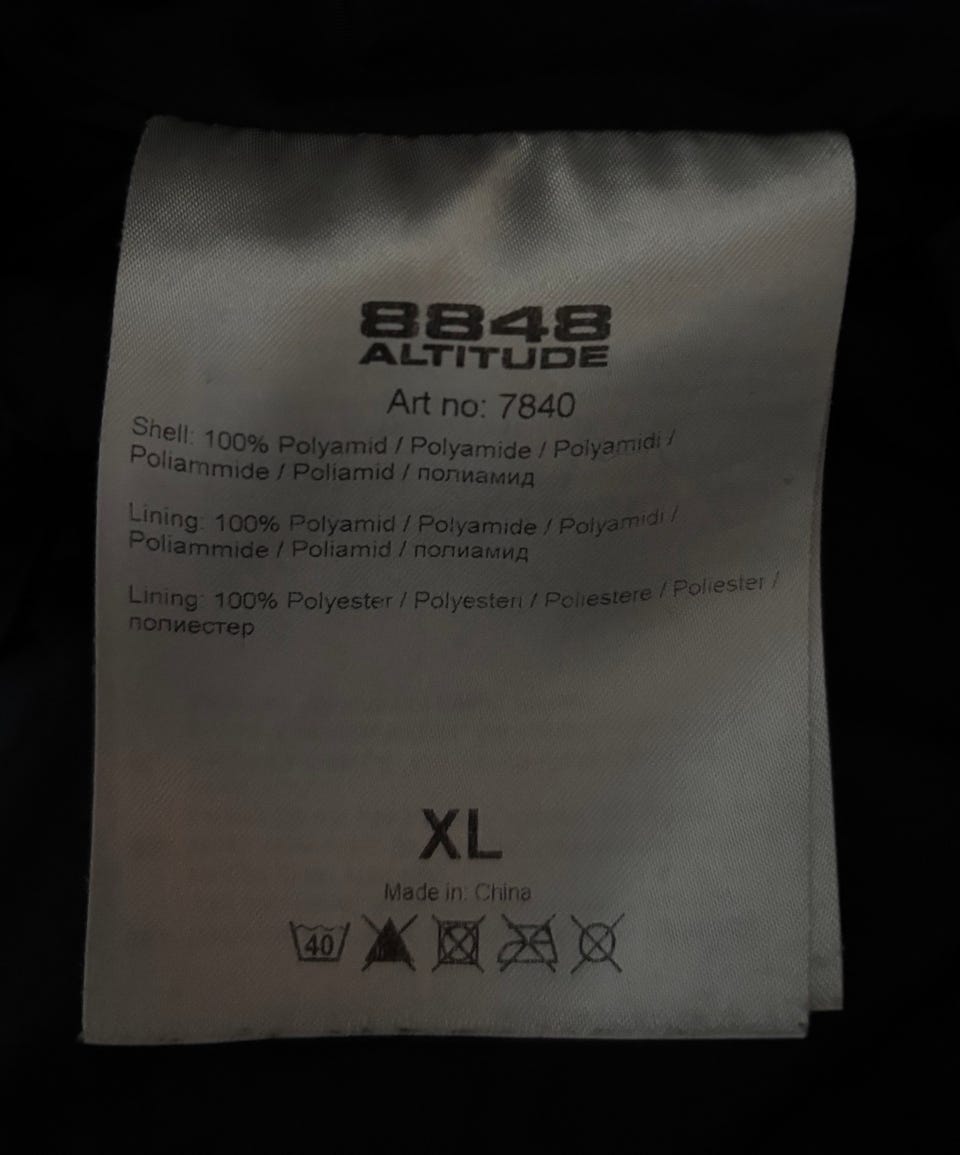 8848
ALTITUDE
Art no: 7840
Shell: 100% Polyamid / Polyamide / Polyamidi /
Poliammide / Poliamid / полиамид
Lining: 100% Polyamid / Polyamide / Polyamidi /
Poliammide / Poliamid / полиамид
Lining: 100% Polyester / Polyesteri / Poliestere / Poliester /
полиестер
XL
Made in: China
40